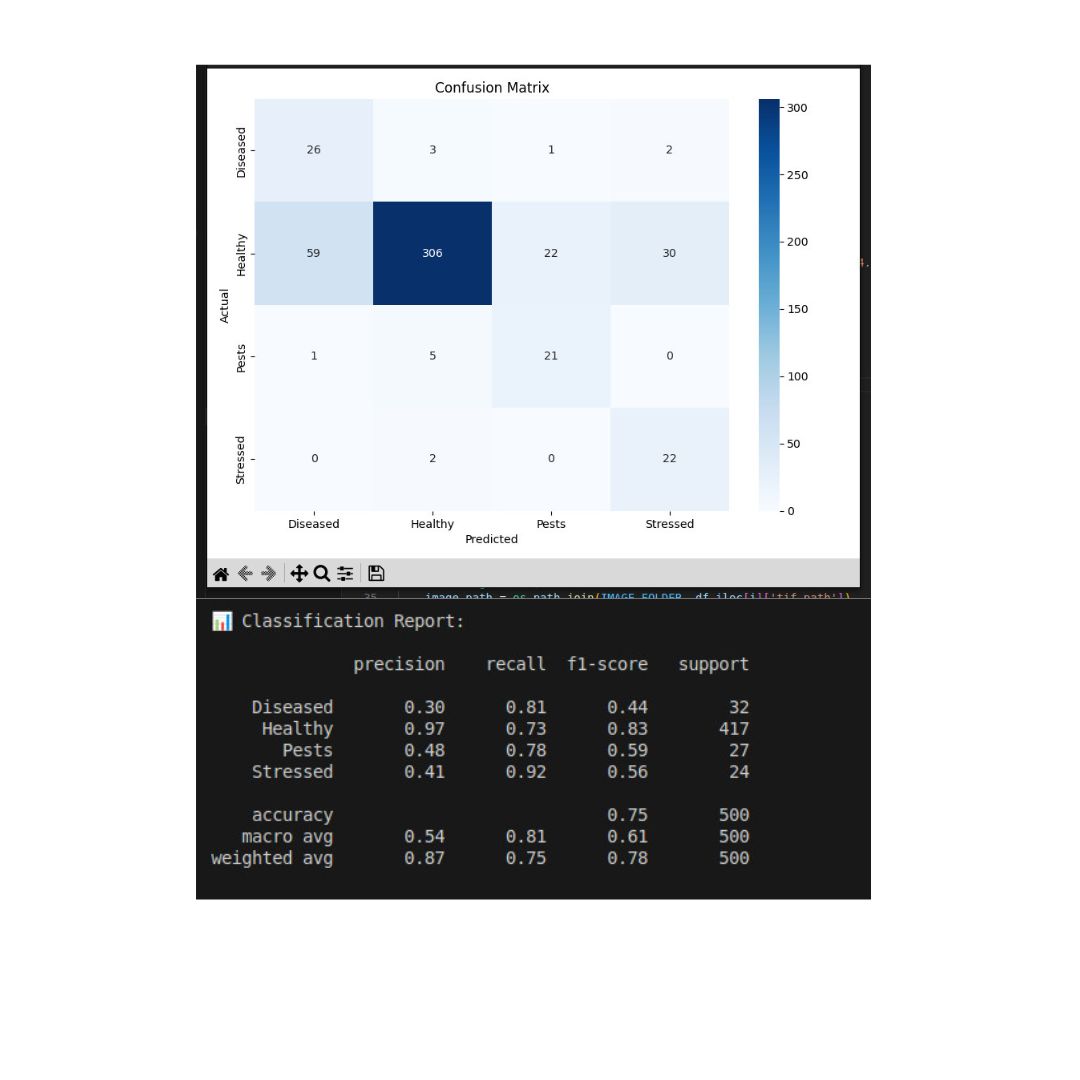 Confusion Matrix
Diseased 26 3 1 2
Healthy 59 306 22 30
Pests 1 5 21 0
Stressed 0 2 0 22
Actual
Diseased Healthy Pests Stressed
Predicted
300
250
200
150
100
50
0
4.
35 image_path = os.path.join(IMAGE_FOLDER, df.iloc[i]['tif_path'])
📊 Classification Report:
precision recall f1-score support
Diseased 0.30 0.81 0.44 32
Healthy 0.97 0.73 0.83 417
Pests 0.48 0.78 0.59 27
Stressed 0.41 0.92 0.56 24
accuracy 0.75 500
macro avg 0.54 0.81 0.61 500
weighted avg 0.87 0.75 0.78 500